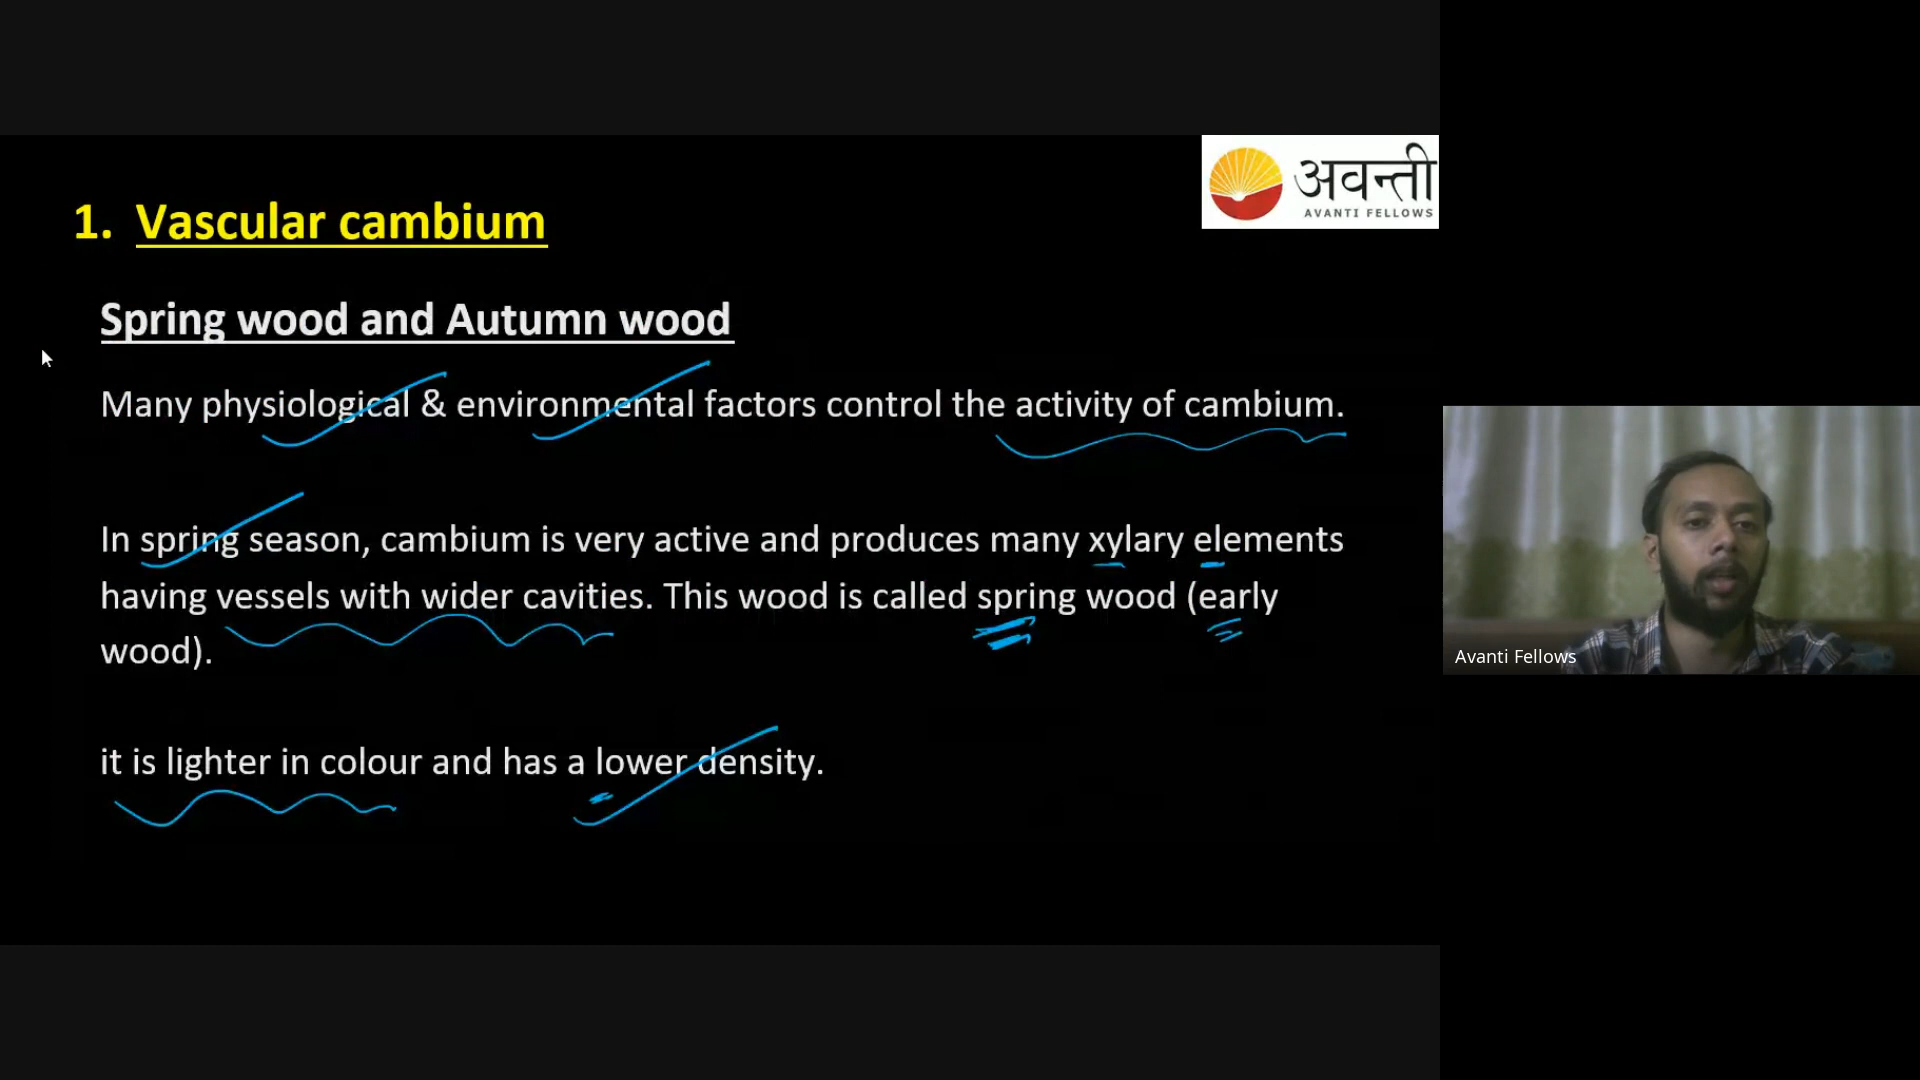 अवन्ती
AVANTI FELLOWS
1. Vascular cambium
Spring wood and Autumn wood
Many physiological & environmental factors control the activity of cambium.
In spring season, cambium is very active and produces many xylary elements
having vessels with wider cavities. This wood is called spring wood (early
wood).
it is lighter in colour and has a lower density.
Avanti Fellows